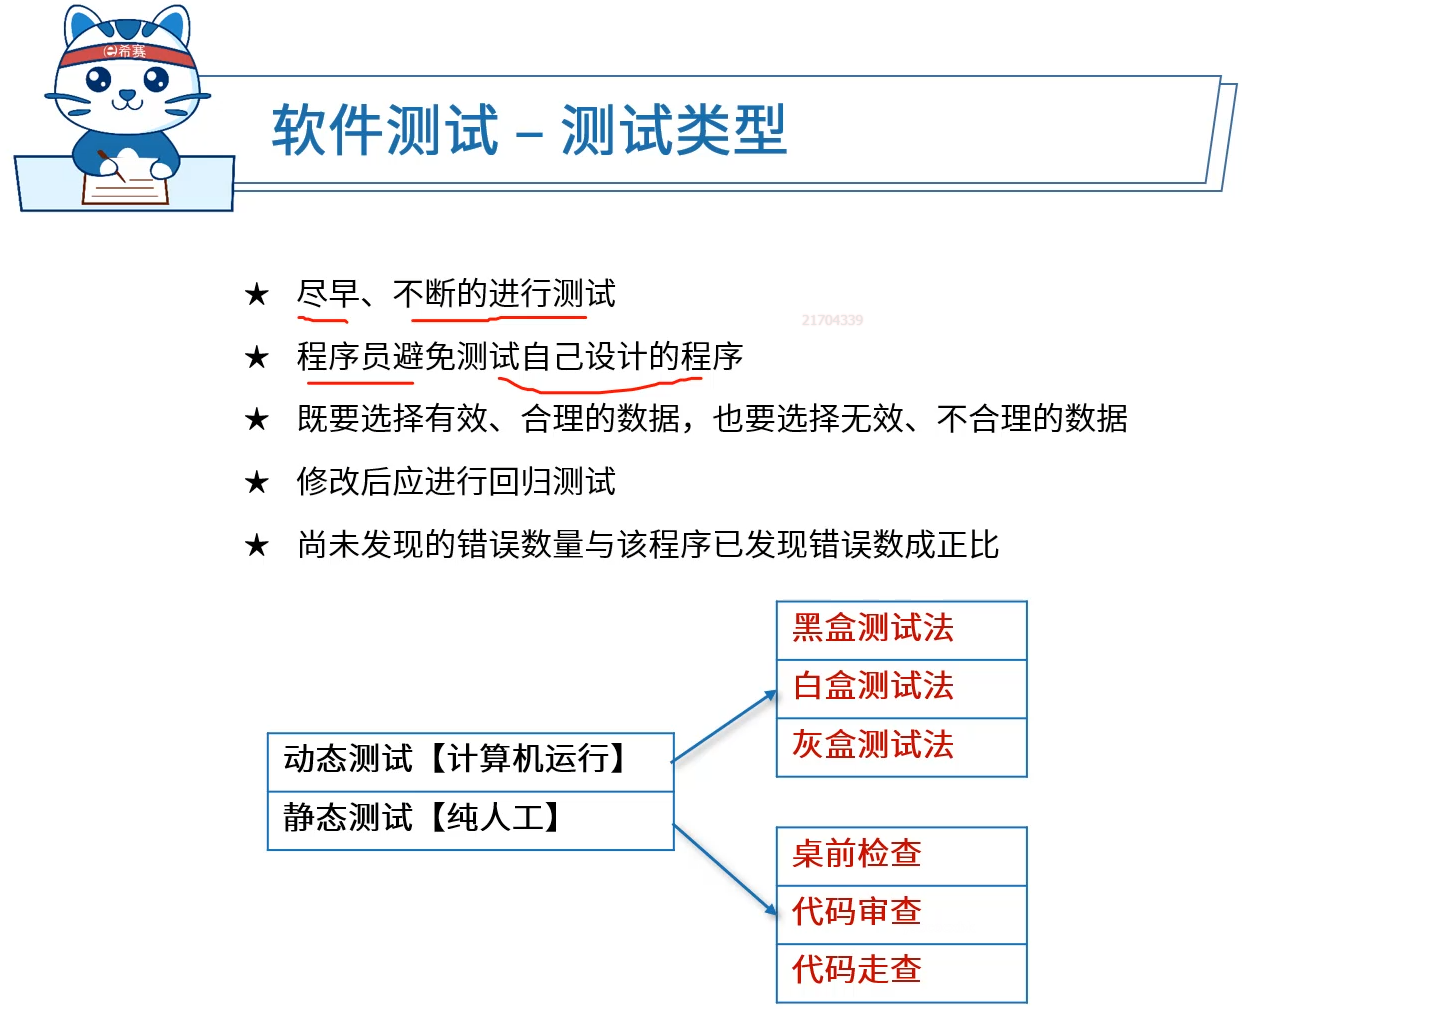 e希赛
软件测试 – 测试类型
★ 尽早、不断的进行测试
21704339
★ 程序员避免测试自己设计的程序
★ 既要选择有效、合理的数据，也要选择无效、不合理的数据
★ 修改后应进行回归测试
★ 尚未发现的错误数量与该程序已发现错误数成正比
黑盒测试法
白盒测试法
灰盒测试法
动态测试【计算机运行】
静态测试【纯人工】
桌前检查
代码审查
代码走查